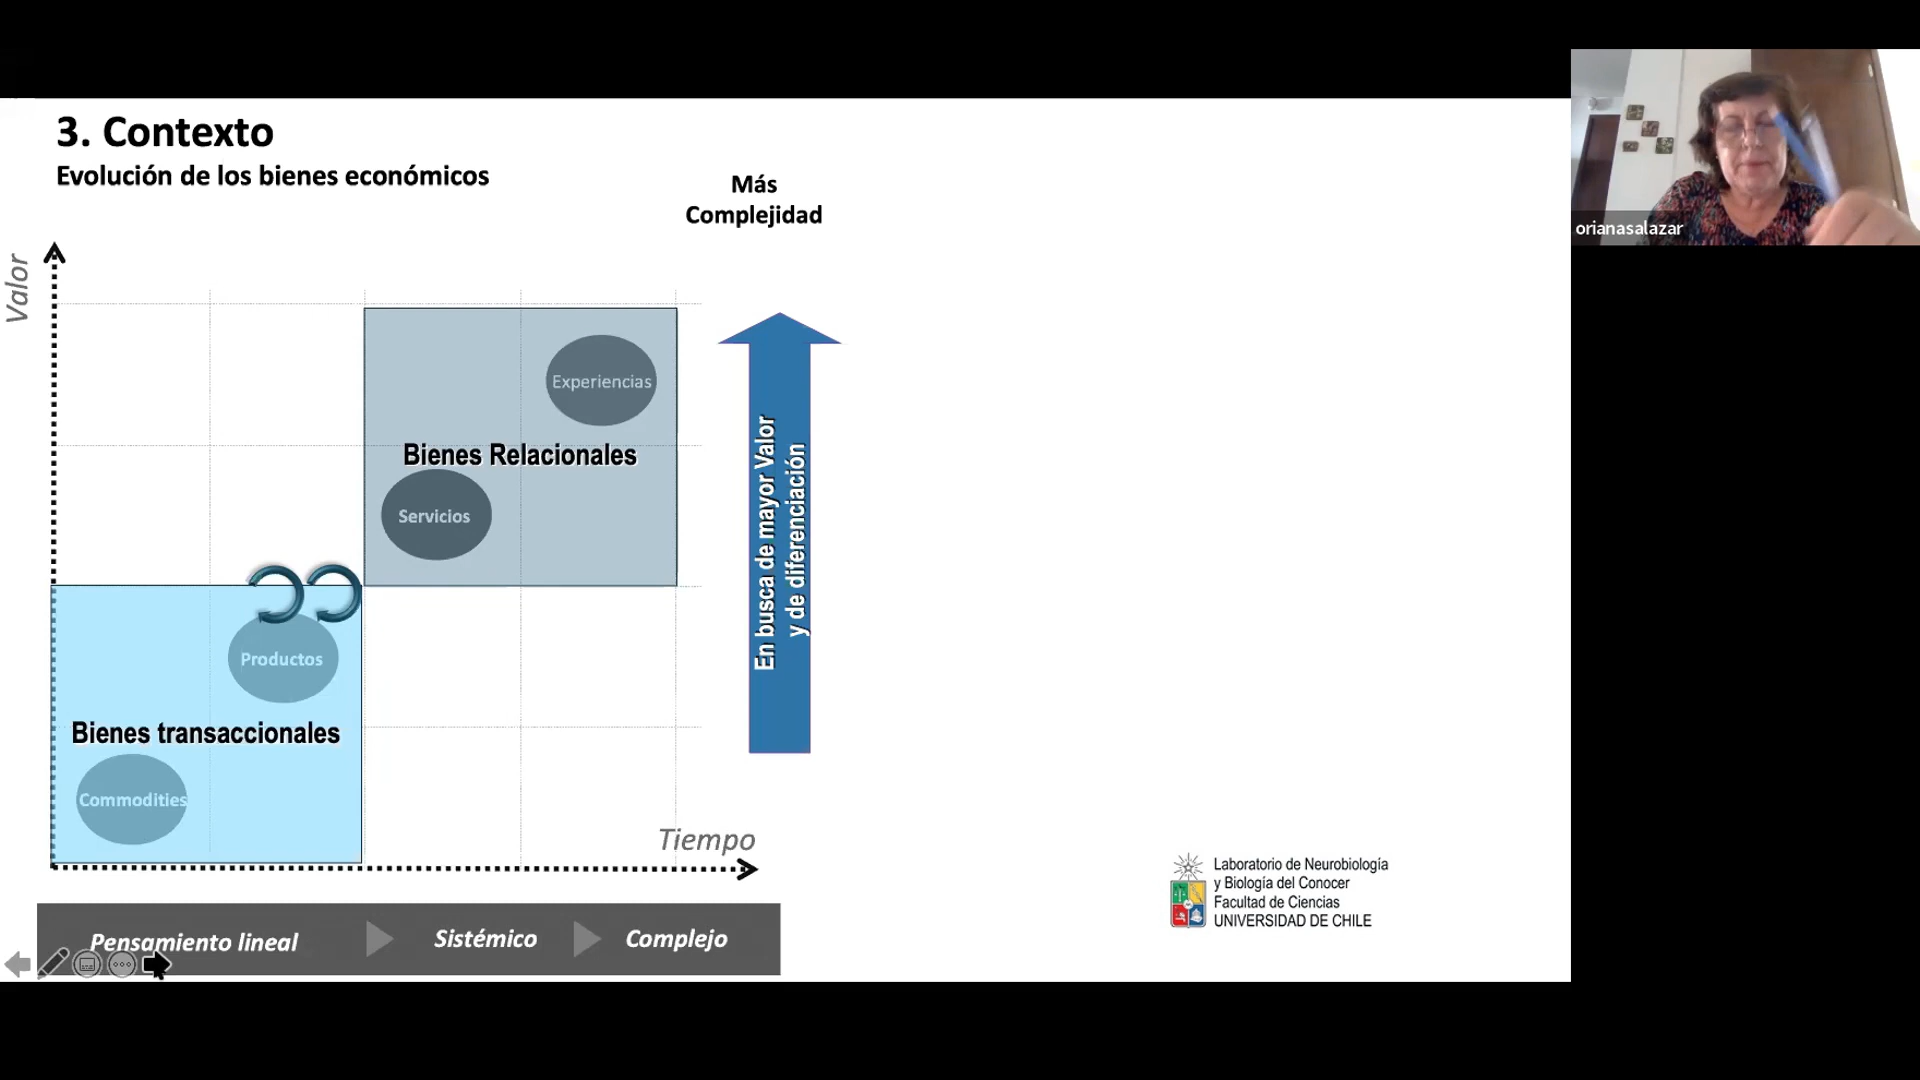 3. Contexto
Evolución de los bienes económicos
Más
Complejidad
Valor
Experiencias
Bienes Relacionales
Servicios
En busca de mayor Valor
y de diferenciación
Productos
Bienes transaccionales
Commodities
Tiempo
Pensamiento lineal
Sistémico
Complejo
Laboratorio de Neurobiología
y Biología del Conocer
Facultad de Ciencias
UNIVERSIDAD DE CHILE
orianasalazar